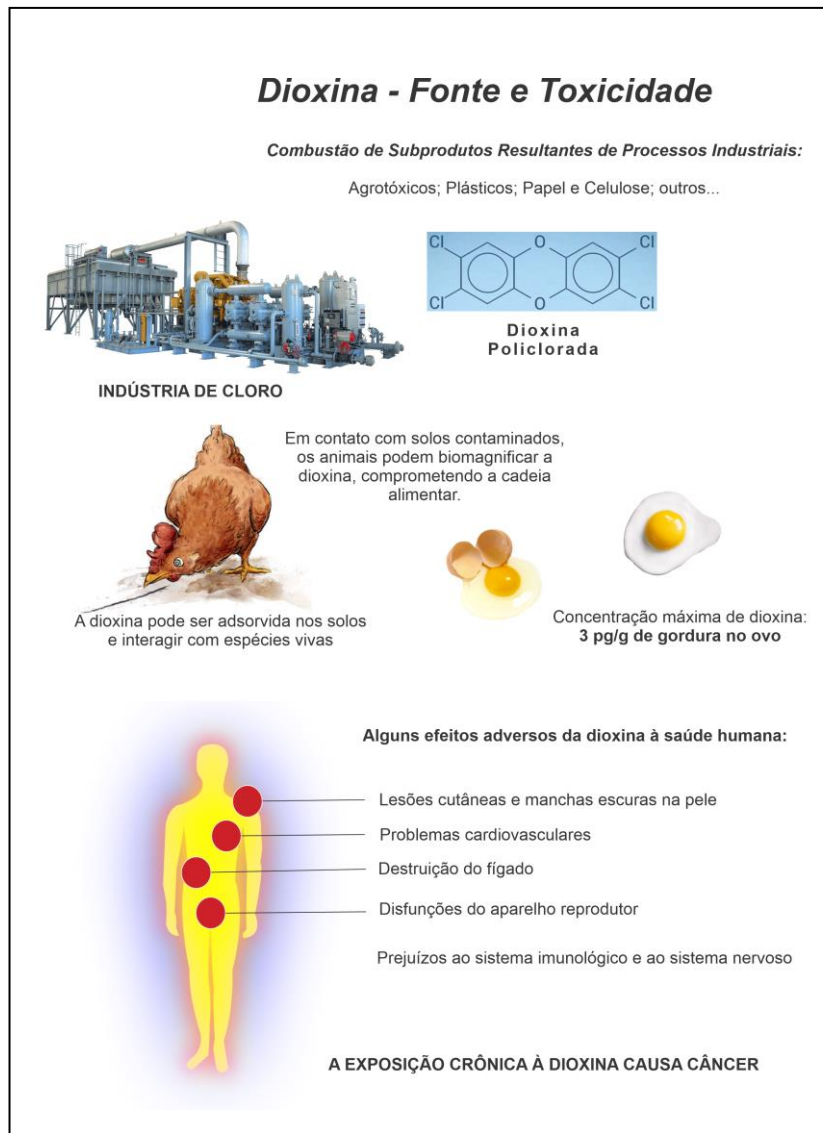 Dioxina - Fonte e Toxicidade
Combustão de Subprodutos Resultantes de Processos Industriais:
Agrotóxicos; Plásticos; Papel e Celulose; outros...
Cl
O
Cl
Cl
O
Cl
Dioxina
Policlorada
INDÚSTRIA DE CLORO
Em contato com solos contaminados,
os animais podem biomagnificar a
dioxina, comprometendo a cadeia
alimentar.
A dioxina pode ser adsorvida nos solos
e interagir com espécies vivas
Concentração máxima de dioxina:
3 pg/g de gordura no ovo
Alguns efeitos adversos da dioxina à saúde humana:
Lesões cutâneas e manchas escuras na pele
Problemas cardiovasculares
Destruição do fígado
Disfunções do aparelho reprodutor
Prejuízos ao sistema imunológico e ao sistema nervoso
A EXPOSIÇÃO CRÔNICA À DIOXINA CAUSA CÂNCER